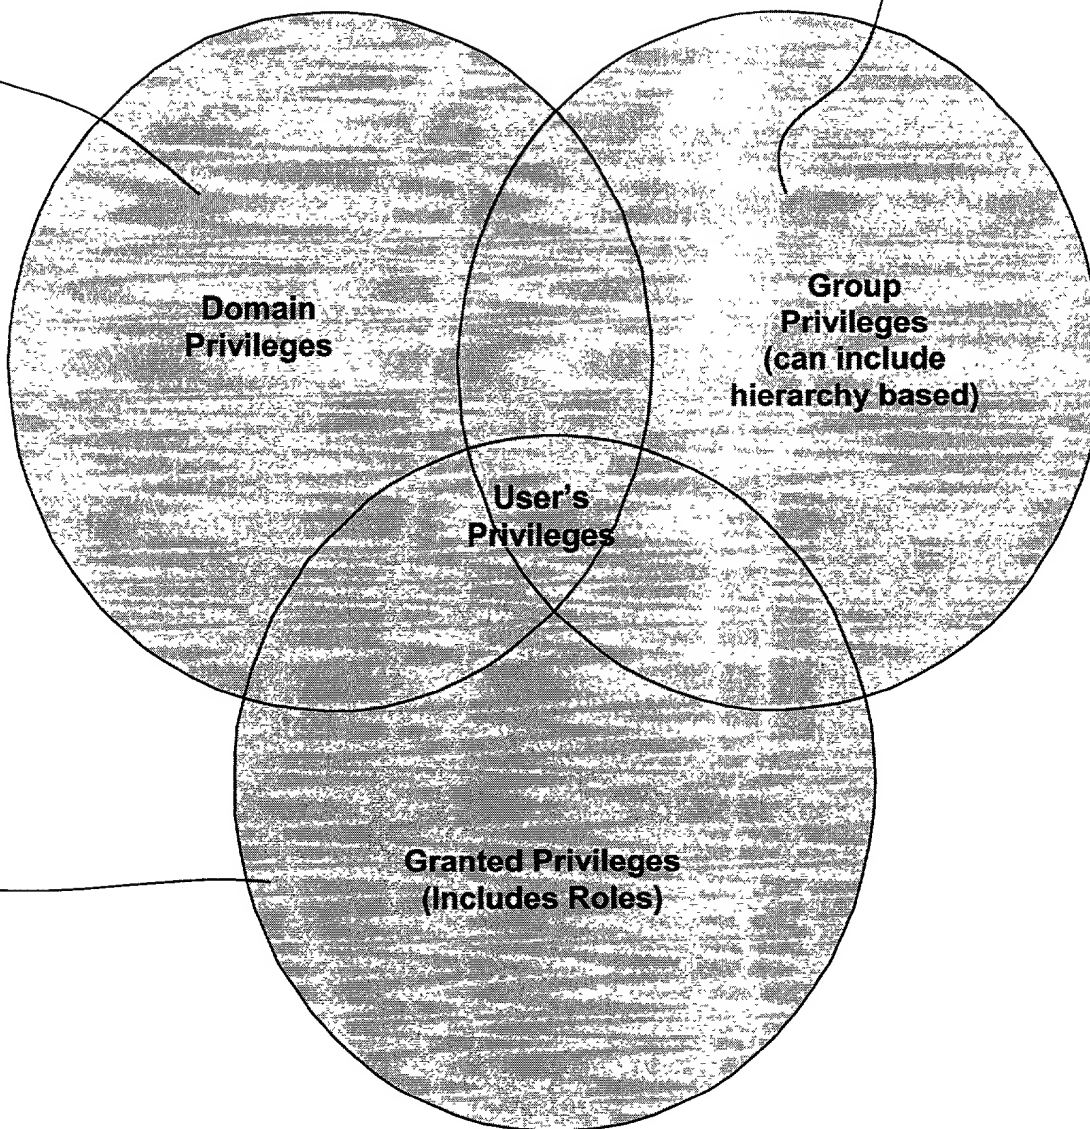 Domain
Privileges
Group
Privileges
(can include
hierarchy based)
User's
Privileges
Granted Privileges
(Includes Roles)